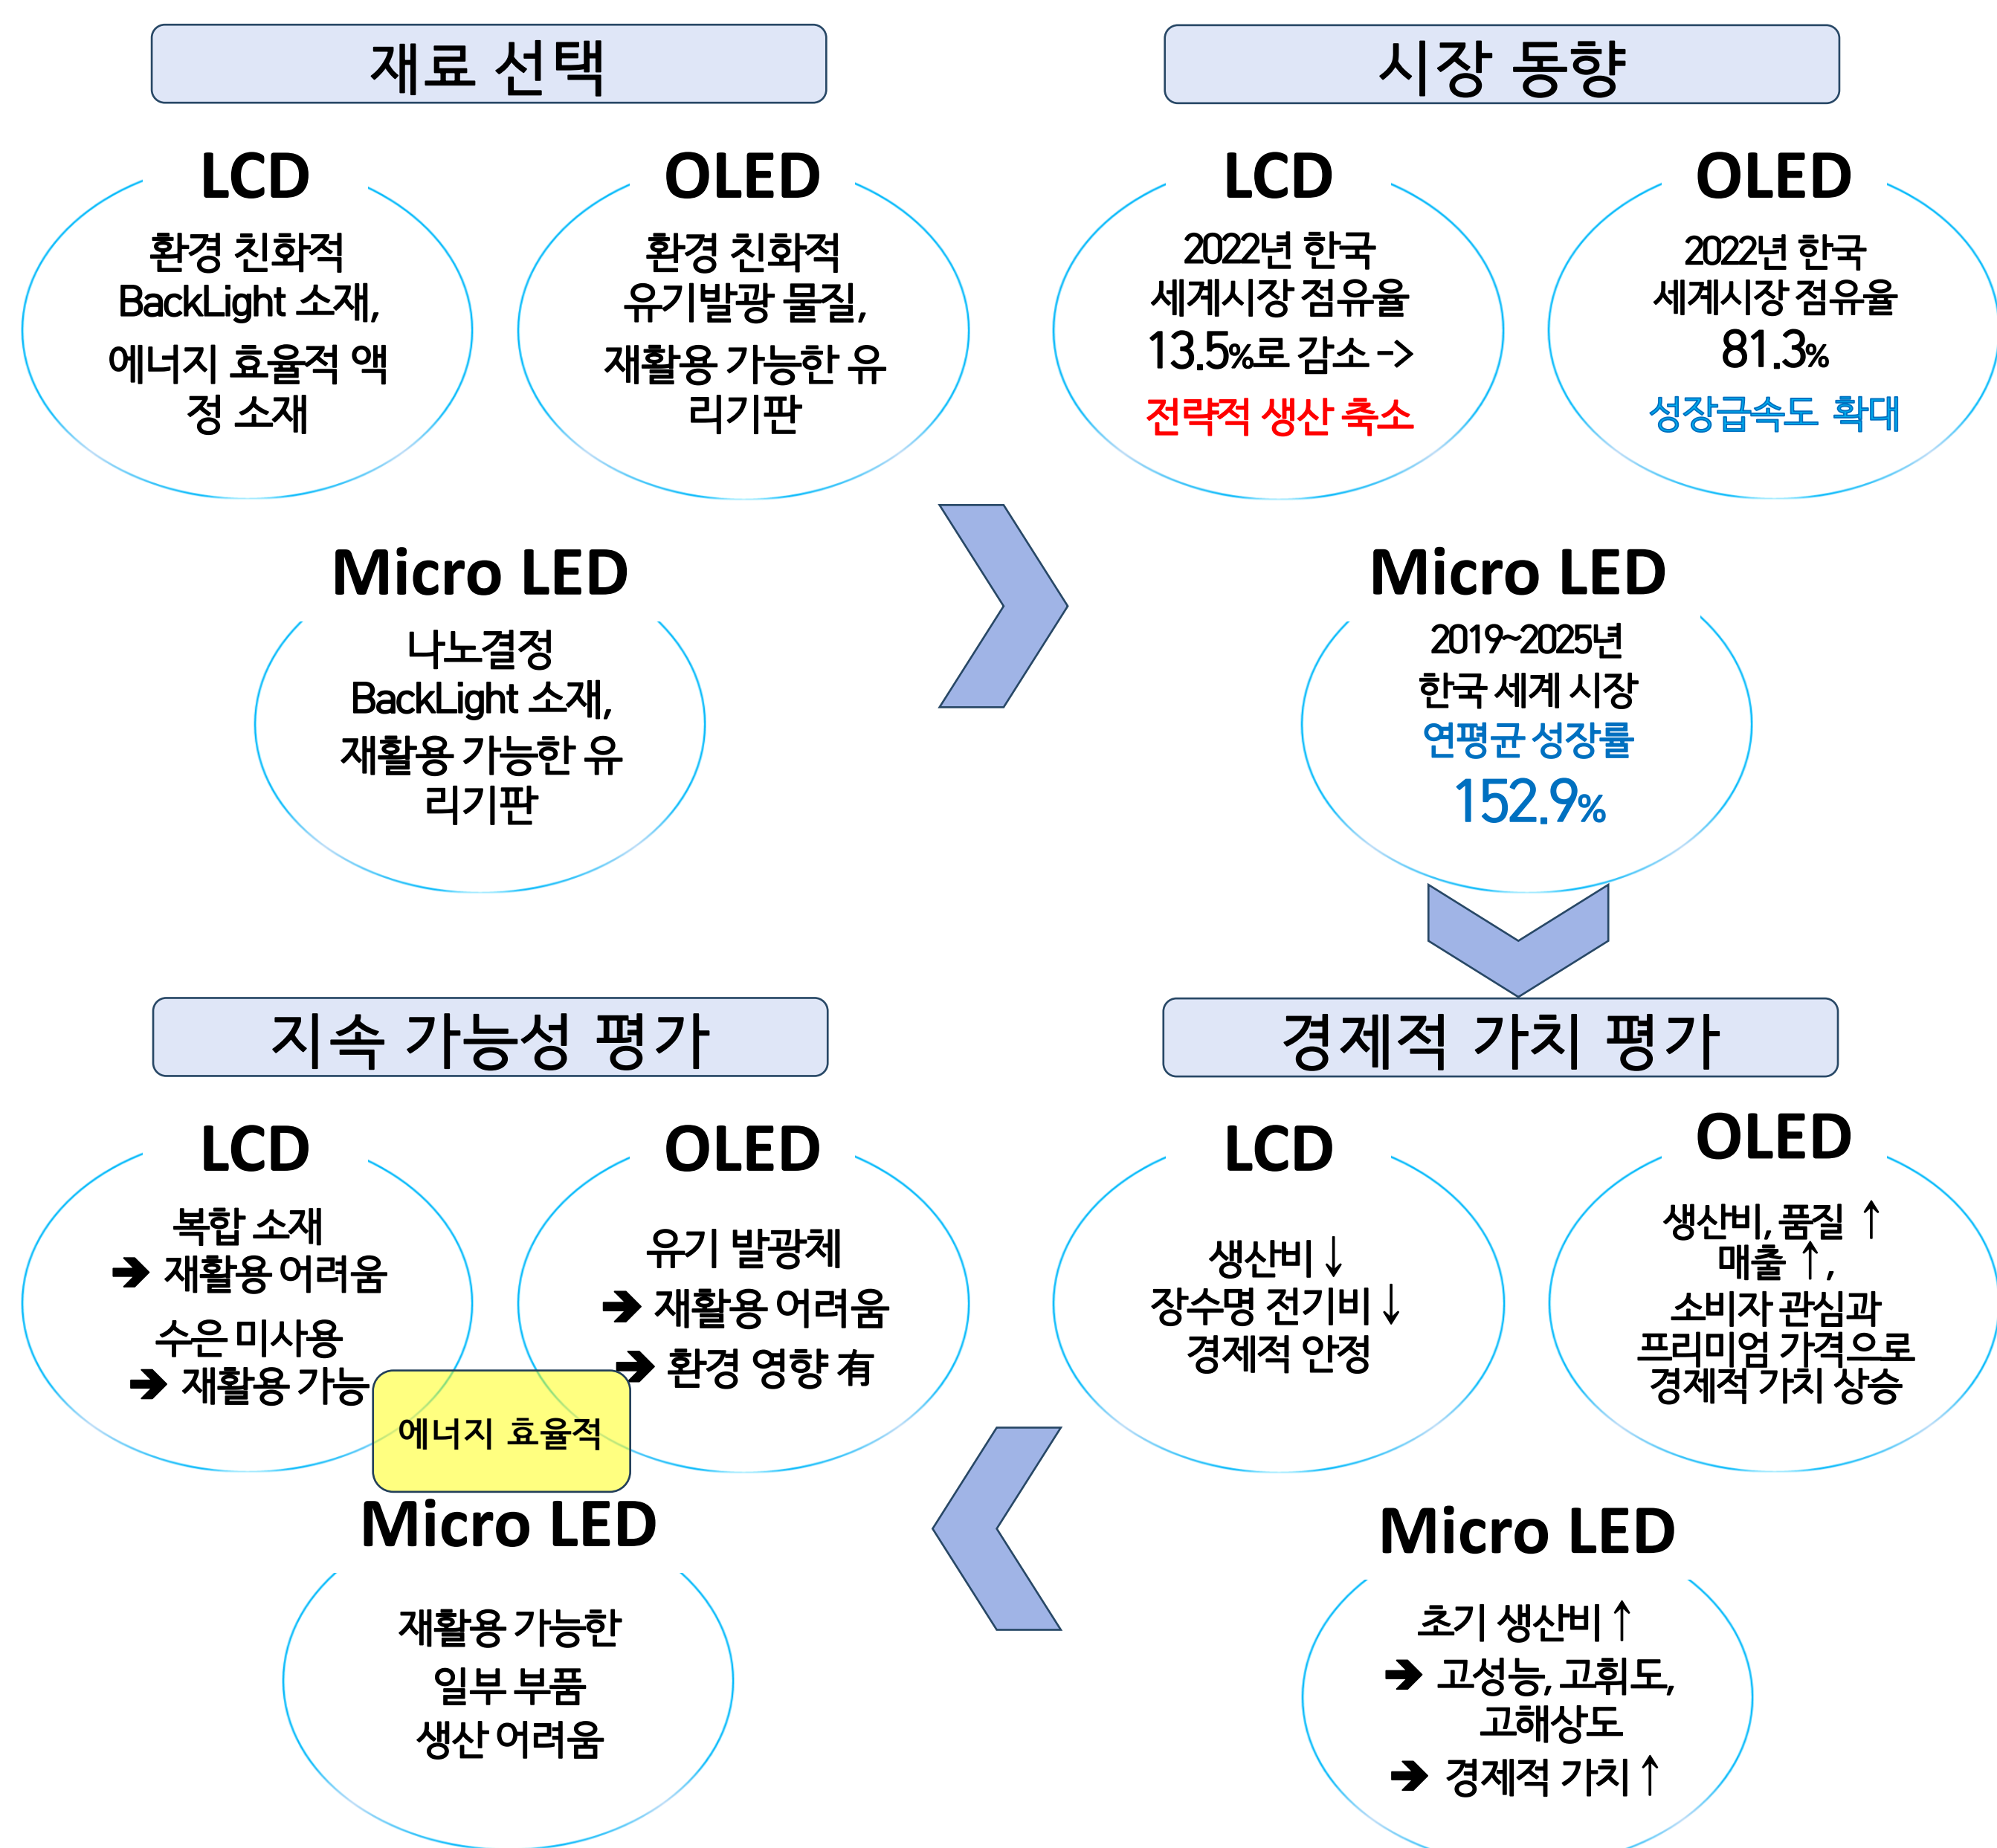 재료 선택
LCD
환경 친화적
BackLight 소재,
에너지 효율적 액
정 소재
OLED
환경 친화적
유기발광 물질,
재활용 가능한 유
리기판
Micro LED
나노결정
BackLight 소재,
재활용 가능한 유
리기판
시장 동향
LCD
2022년 한국
세계시장 점유율
13.5%로 감소 →
전략적 생산 축소
OLED
2022년 한국
세계시장 점유율
81.3%
성장급속도 확대
Micro LED
2019~2025년
한국 세계 시장
연평균 성장률
152.9%
경제적 가치 평가
LCD
생산비↓
장수명 전기비↓
경제적 안정
OLED
생산비, 품질 ↑
매출 ↑,
소비자 관심과
프리미엄 가격으로
경제적 가치 상승
Micro LED
초기 생산비↑
➔ 고성능, 고휘도,
고해상도
➔ 경제적 가치↑
지속 가능성 평가
LCD
복합 소재
➔ 재활용 어려움
수은 미사용
➔ 재활용 가능
OLED
유기 발광제
➔ 재활용 어려움
➔ 환경 영향 有
에너지 효율적
Micro LED
재활용 가능한
일부 부품
생산 어려움